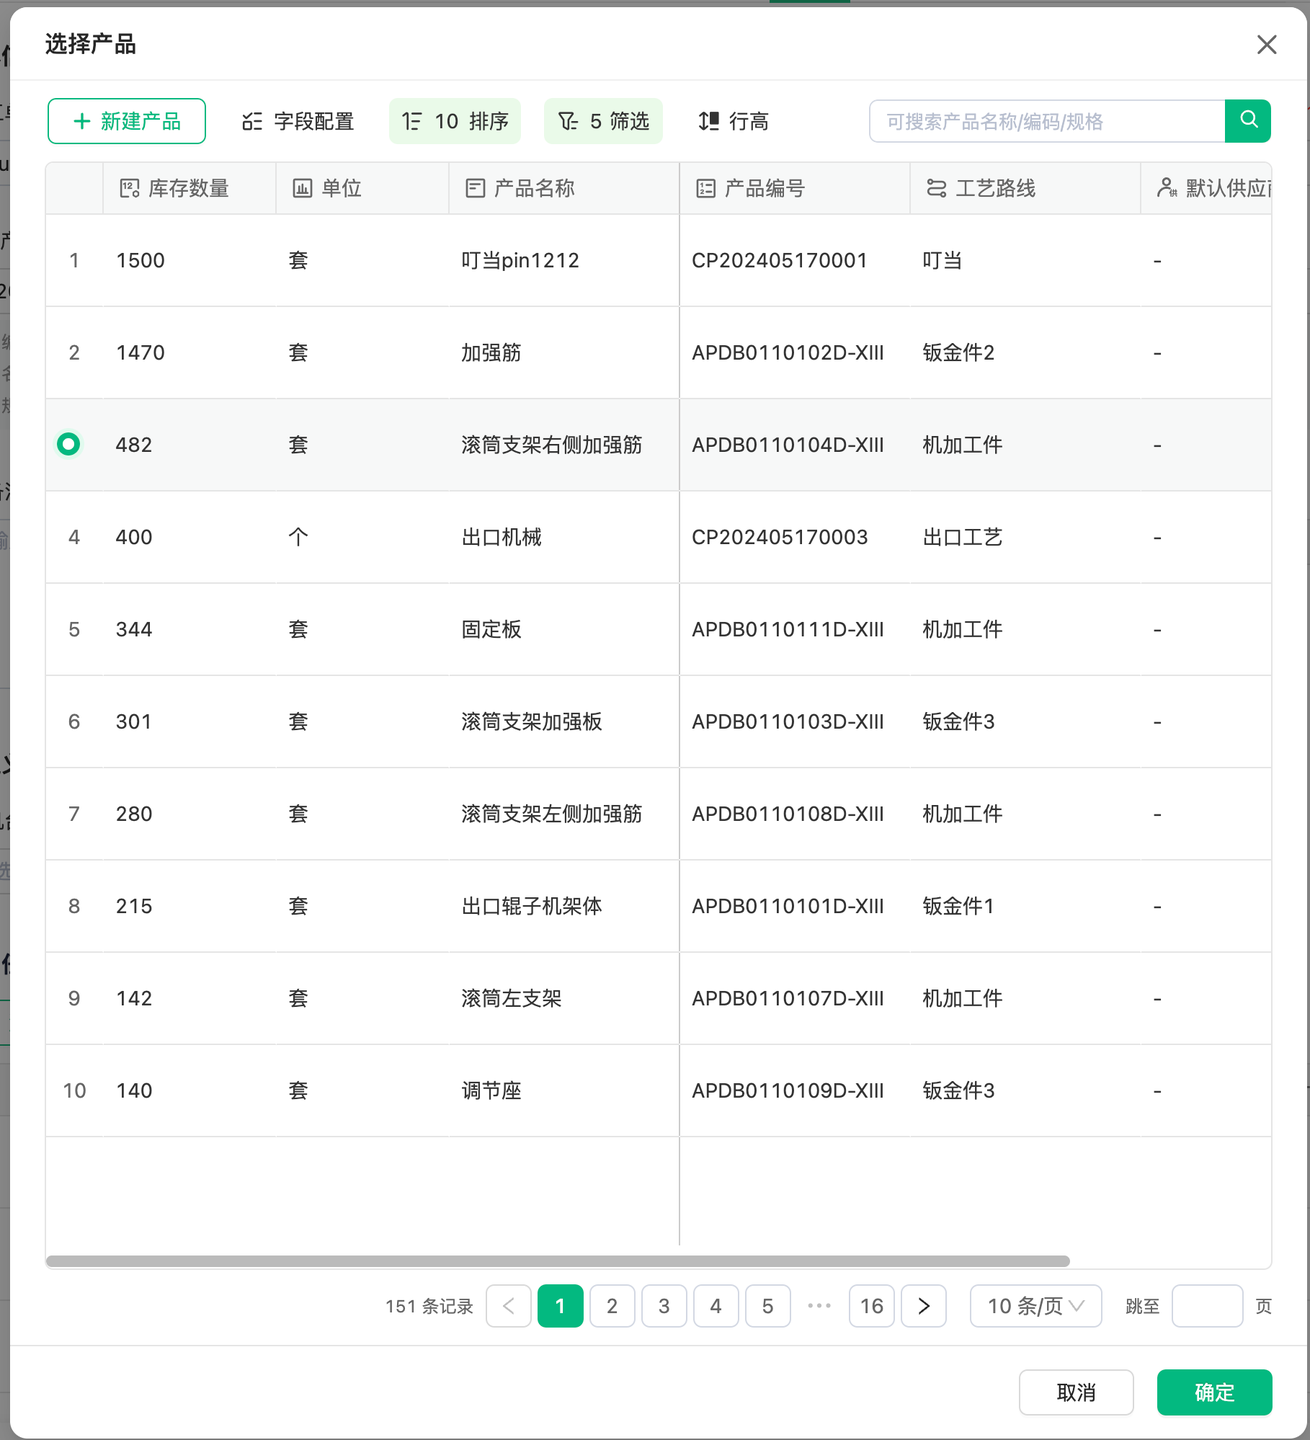 选择产品
新建产品 字段配置 10 排序 5 筛选 行高 可搜索产品名称/编码/规格
库存数量 单位 产品名称 产品编号 工艺路线 默认供应
1 1500 套 叮当pin1212 CP202405170001 叮当 -
2 1470 套 加强筋 APDB0110102D-XIII 钣金件2 -
482 套 滚筒支架右侧加强筋 APDB0110104D-XIII 机加工件 -
4 400 个 出口机械 CP202405170003 出口工艺 -
5 344 套 固定板 APDB0110111D-XIII 机加工件 -
6 301 套 滚筒支架加强板 APDB0110103D-XIII 钣金件3 -
7 280 套 滚筒支架左侧加强筋 APDB0110108D-XIII 机加工件 -
8 215 套 出口辊子机架体 APDB0110101D-XIII 钣金件1 -
9 142 套 滚筒左支架 APDB0110107D-XIII 机加工件 -
10 140 套 调节座 APDB0110109D-XIII 钣金件3 -
151 条记录 1 2 3 4 5 ··· 16 10 条/页 跳至 页
取消 确定